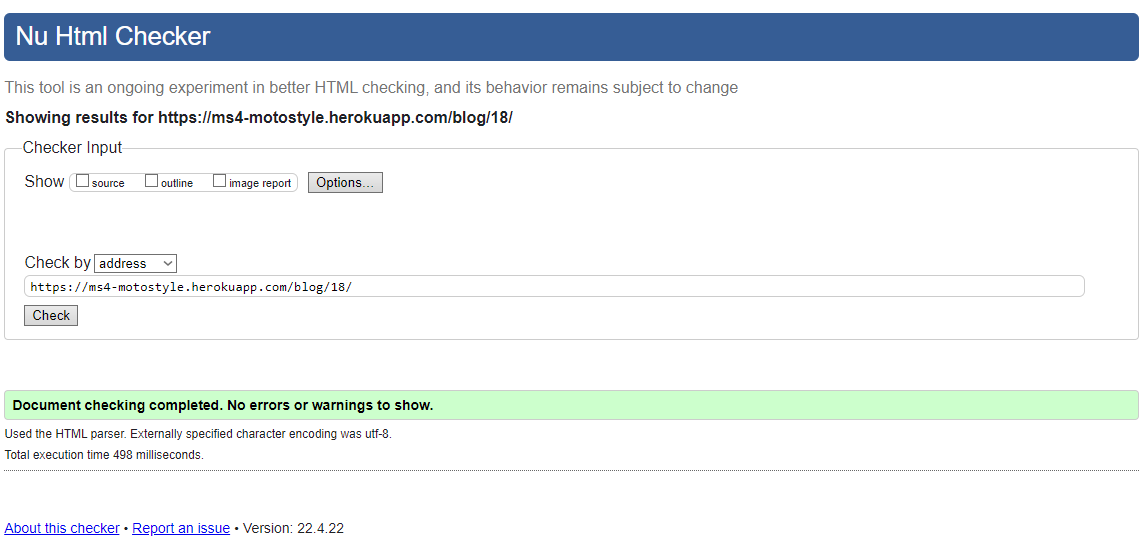 Nu Html Checker
This tool is an ongoing experiment in better HTML checking, and its behavior remains subject to change
Showing results for https://ms4-motostyle.herokuapp.com/blog/18/
Checker Input
Show source outline image report Options...
Check by address
https://ms4-motostyle.herokuapp.com/blog/18/
Check
Document checking completed. No errors or warnings to show.
Used the HTML parser. Externally specified character encoding was utf-8.
Total execution time 498 milliseconds.
About this checker • Report an issue • Version: 22.4.22